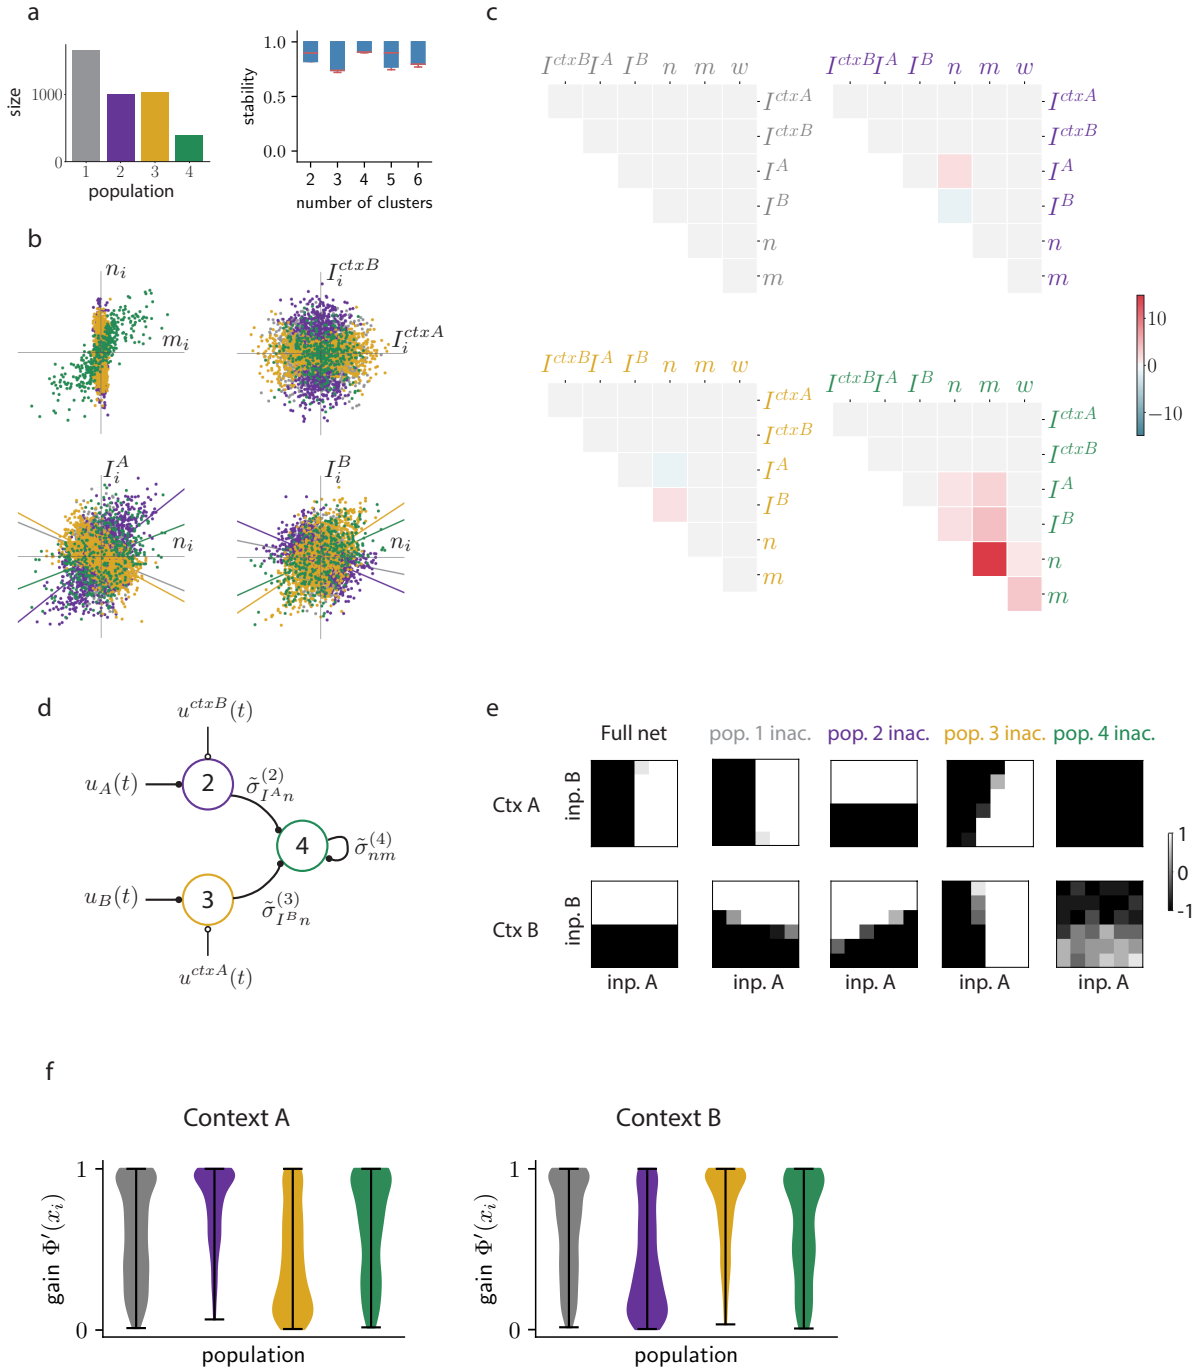 a
size
1000
0
1 2 3 4
population
stability
1.0
0.5
0.0
2 3 4 5 6
number of clusters
b
n_i
m_i
I_i^{ctxB}
I_i^{ctxA}
I_i^A
n_i
I_i^B
n_i
c
I^{ctxB} I^A I^B n m w
I^{ctxA}
I^{ctxB}
I^A
I^B
n
m
I^{ctxB} I^A I^B n m w
I^{ctxA}
I^{ctxB}
I^A
I^B
n
m
I^{ctxB} I^A I^B n m w
I^{ctxA}
I^{ctxB}
I^A
I^B
n
m
I^{ctxB} I^A I^B n m w
I^{ctxA}
I^{ctxB}
I^A
I^B
n
m
10
0
−10
d
u^{ctxB}(t)
u_A(t)
2
σ̃_{I^A n}^{(2)}
4
σ̃_{nm}^{(4)}
u_B(t)
3
σ̃_{I^B n}^{(3)}
u^{ctxA}(t)
e
Full net pop. 1 inac. pop. 2 inac. pop. 3 inac. pop. 4 inac.
Ctx A
inp. B
Ctx B
inp. B
inp. A inp. A inp. A inp. A inp. A
1
0
-1
f
Context A
gain Φ′(x_i)
1
0
population
Context B
gain Φ′(x_i)
1
0
population